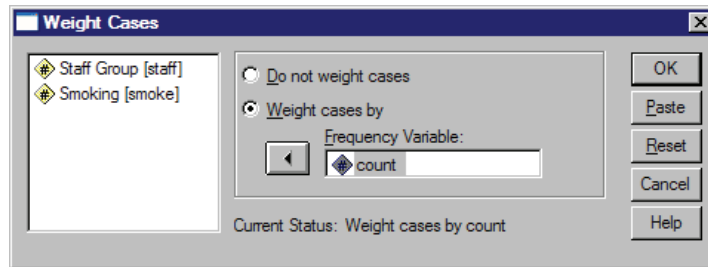 Weight Cases
Staff Group [staff]
Smoking [smoke]
Do not weight cases
Weight cases by
Frequency Variable:
count
Current Status: Weight cases by count
OK
Paste
Reset
Cancel
Help